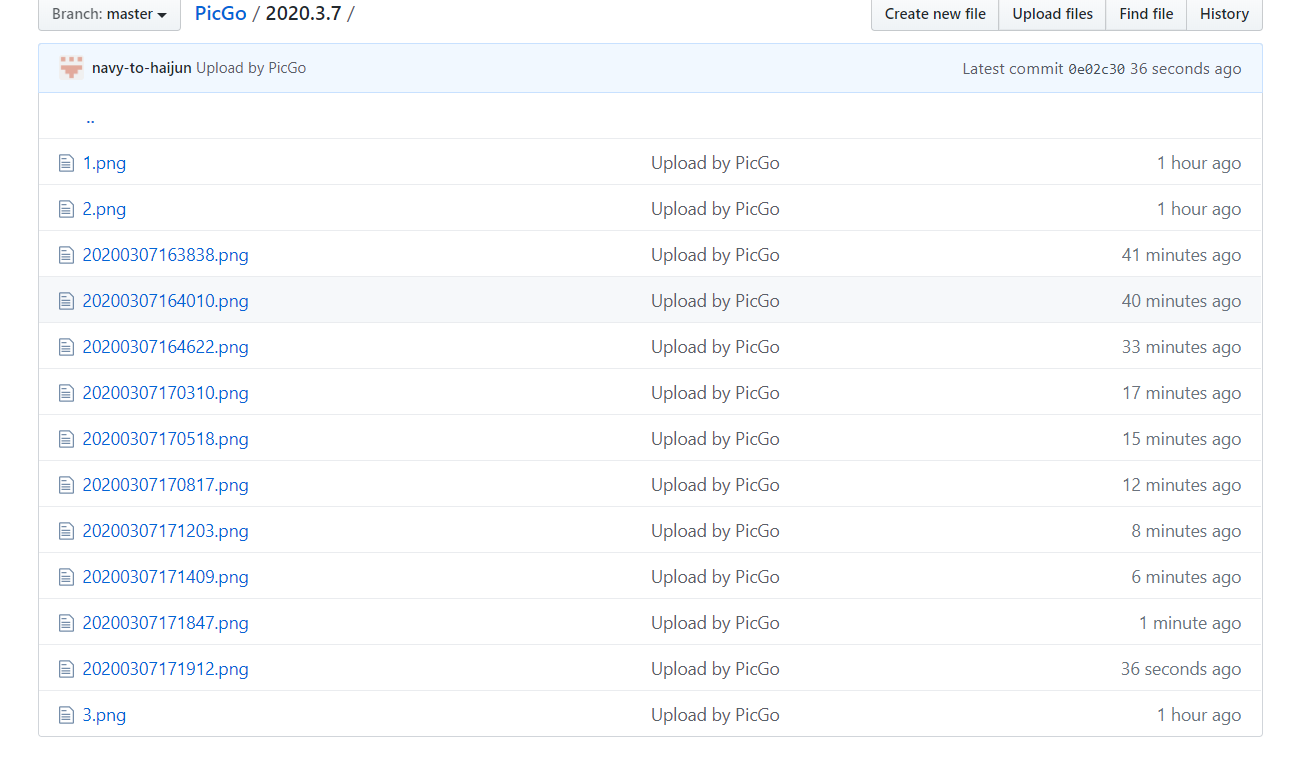 Branch: master PicGo / 2020.3.7 / Create new file Upload files Find file History
navy-to-haijun Upload by PicGo Latest commit 0e02c30 36 seconds ago
..
1.png Upload by PicGo 1 hour ago
2.png Upload by PicGo 1 hour ago
20200307163838.png Upload by PicGo 41 minutes ago
20200307164010.png Upload by PicGo 40 minutes ago
20200307164622.png Upload by PicGo 33 minutes ago
20200307170310.png Upload by PicGo 17 minutes ago
20200307170518.png Upload by PicGo 15 minutes ago
20200307170817.png Upload by PicGo 12 minutes ago
20200307171203.png Upload by PicGo 8 minutes ago
20200307171409.png Upload by PicGo 6 minutes ago
20200307171847.png Upload by PicGo 1 minute ago
20200307171912.png Upload by PicGo 36 seconds ago
3.png Upload by PicGo 1 hour ago